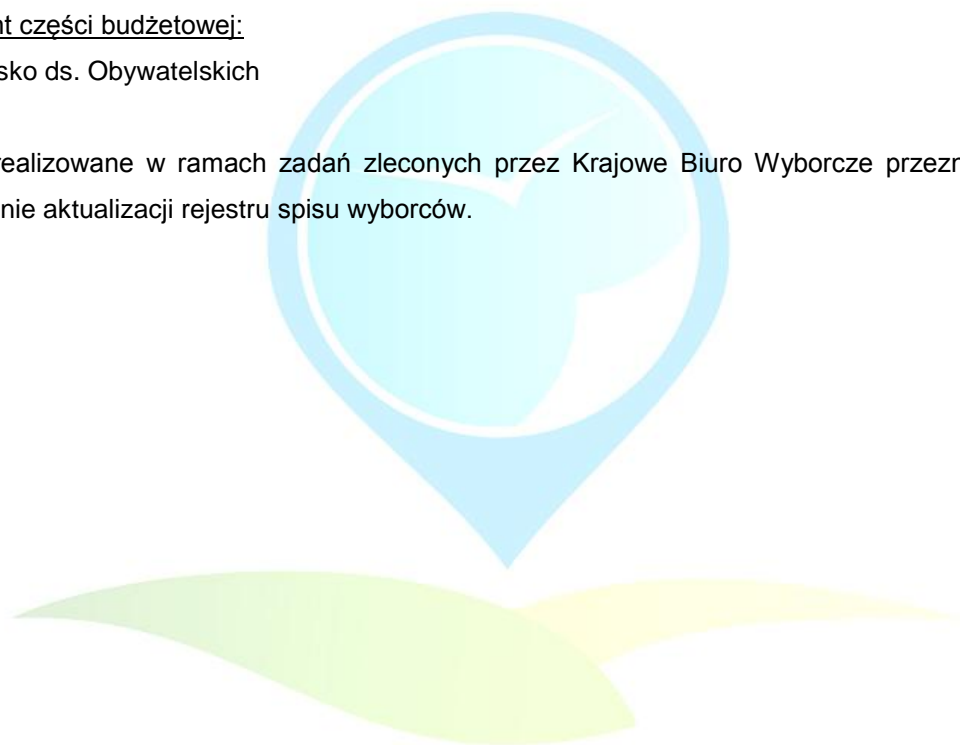 nt części budżetowej:
sko ds. Obywatelskich
realizowane w ramach zadań zleconych przez Krajowe Biuro Wyborcze przezn
nie aktualizacji rejestru spisu wyborców.